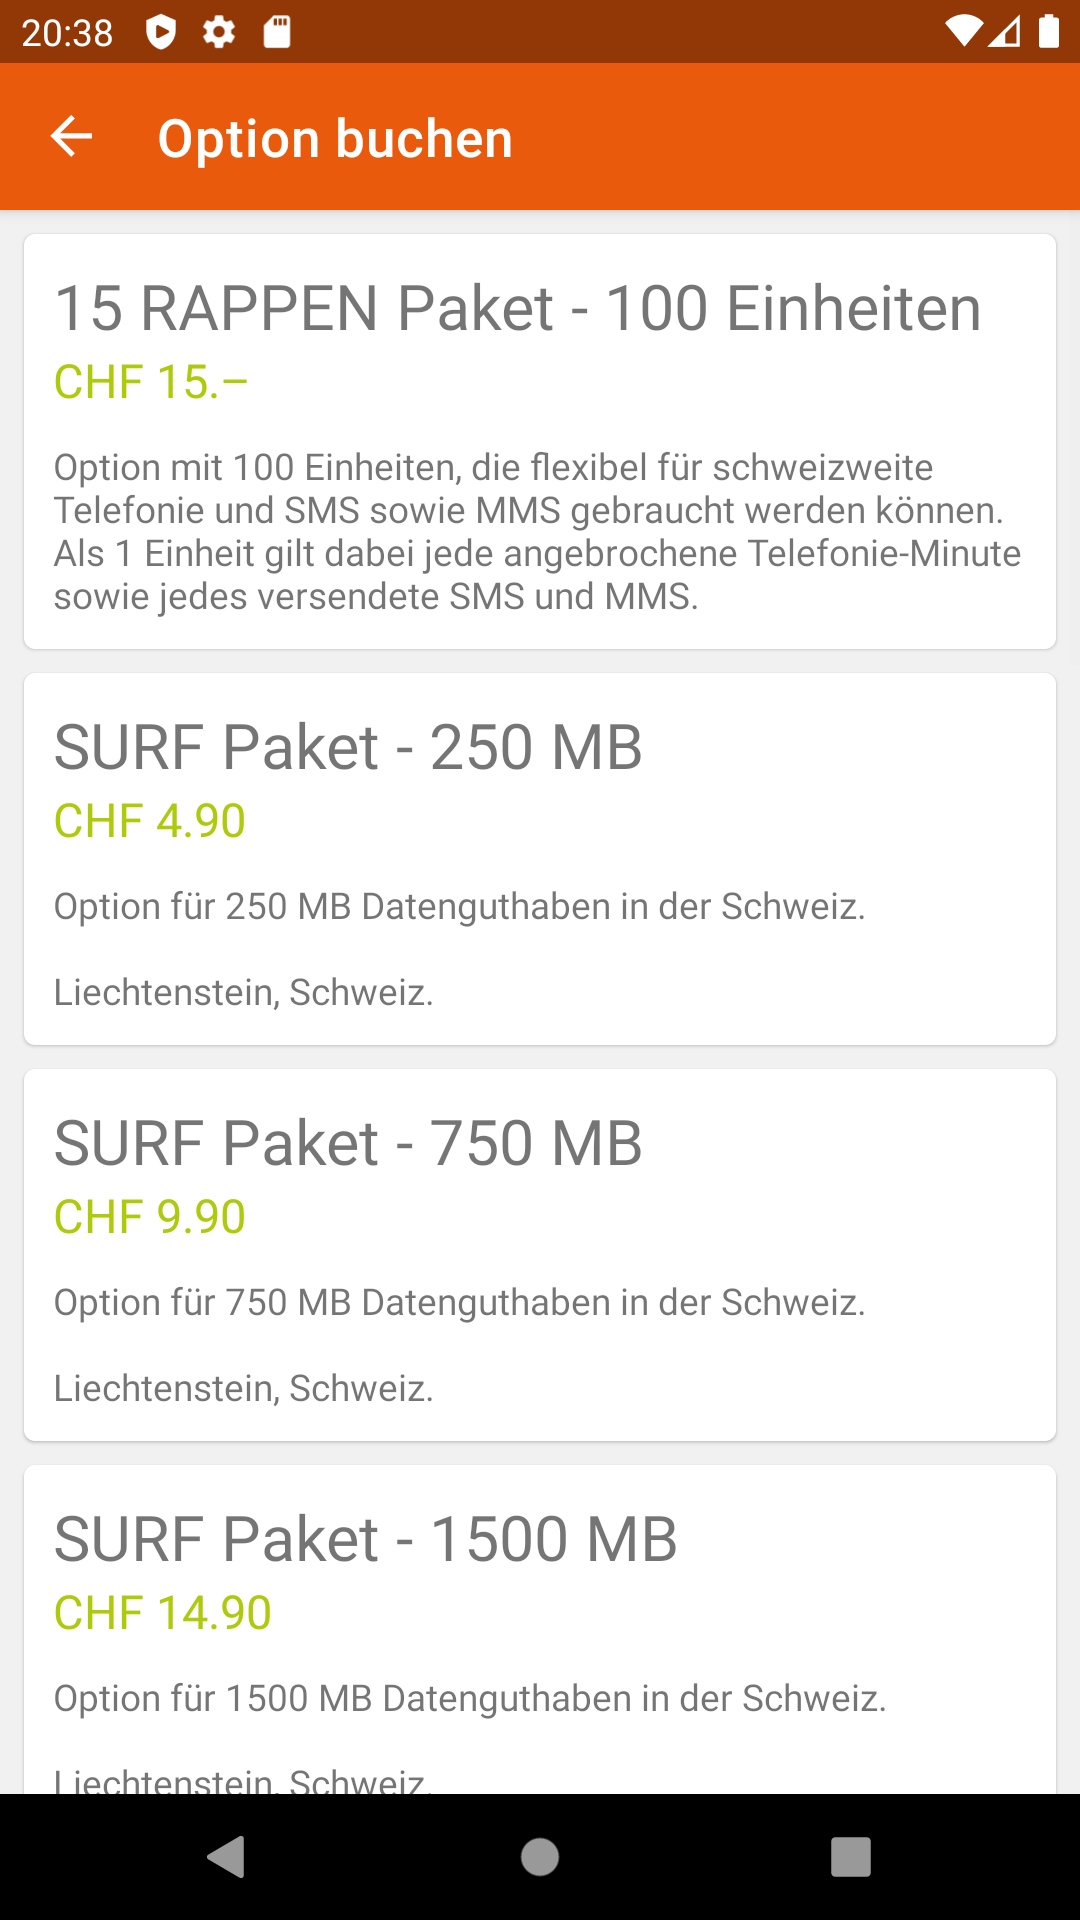 20:38
Option buchen
15 RAPPEN Paket - 100 Einheiten
CHF 15.–
Option mit 100 Einheiten, die flexibel für schweizweite
Telefonie und SMS sowie MMS gebraucht werden können.
Als 1 Einheit gilt dabei jede angebrochene Telefonie-Minute
sowie jedes versendete SMS und MMS.
SURF Paket - 250 MB
CHF 4.90
Option für 250 MB Datenguthaben in der Schweiz.
Liechtenstein, Schweiz.
SURF Paket - 750 MB
CHF 9.90
Option für 750 MB Datenguthaben in der Schweiz.
Liechtenstein, Schweiz.
SURF Paket - 1500 MB
CHF 14.90
Option für 1500 MB Datenguthaben in der Schweiz.
Liechtenstein, Schweiz.